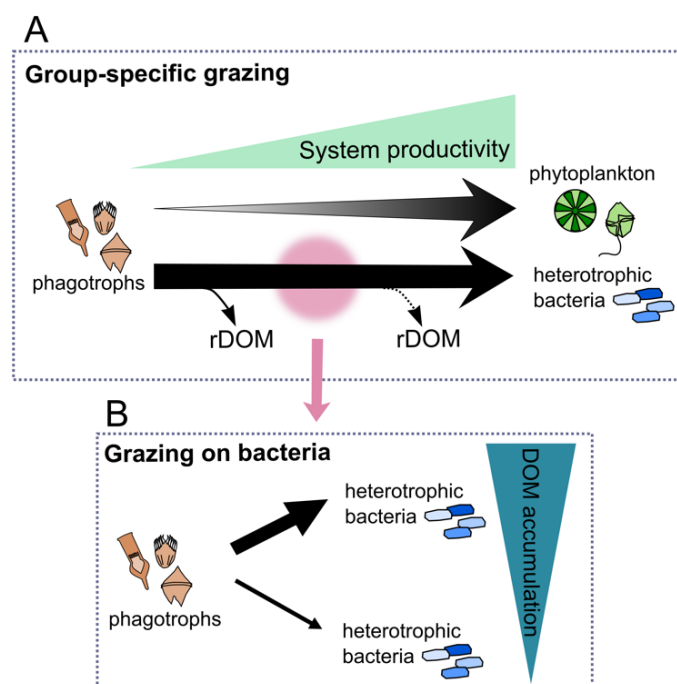 A
Group-specific grazing
System productivity
phytoplankton
phagotrophs
heterotrophic
bacteria
rDOM
rDOM
B
Grazing on bacteria
DOM accumulation
heterotrophic
bacteria
phagotrophs
heterotrophic
bacteria